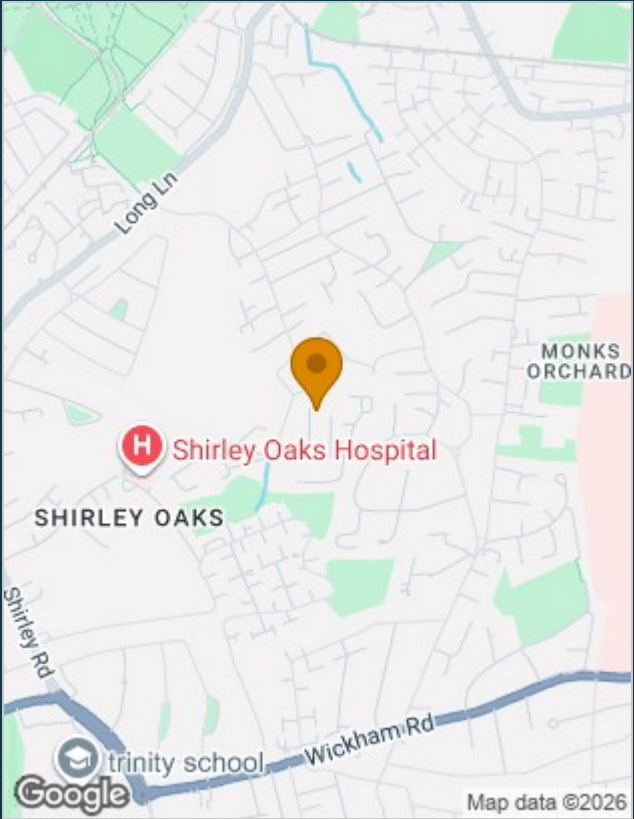 Long Ln
MONKS
ORCHARD
H
Shirley Oaks Hospital
SHIRLEY OAKS
Shirley Rd
Wickham Rd
trinity school
Google
Map data ©2026